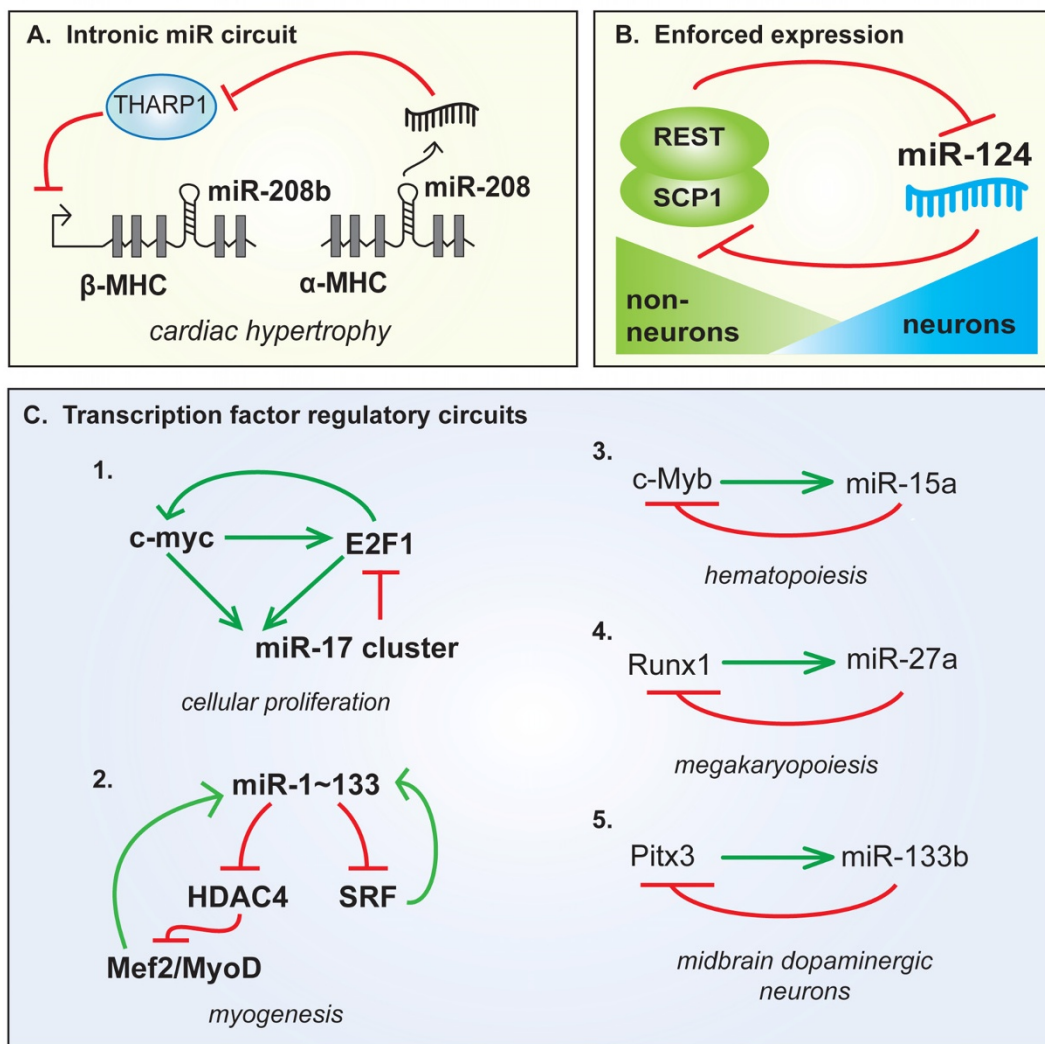 A. Intronic miR circuit
THARP1
miR-208b
miR-208
β-MHC
α-MHC
cardiac hypertrophy
B. Enforced expression
REST
SCP1
miR-124
non-
neurons
neurons
C. Transcription factor regulatory circuits
1.
c-myc
E2F1
miR-17 cluster
cellular proliferation
2.
miR-1~133
HDAC4
SRF
Mef2/MyoD
myogenesis
3.
c-Myb
miR-15a
hematopoiesis
4.
Runx1
miR-27a
megakaryopoiesis
5.
Pitx3
miR-133b
midbrain dopaminergic
neurons